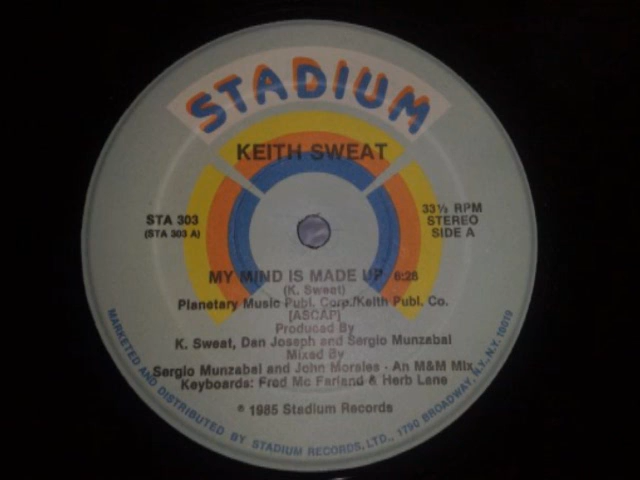 STADIUM
KEITH SWEAT
STA 303
(STA 303 A)
33⅓ RPM
STEREO
SIDE A
MY MIND IS MADE UP 6:28
(K. Sweat)
Planetary Music Publ. Corp./Keith Publ. Co.
[ASCAP]
Produced By
K. Sweat, Dan Joseph and Sergio Munzabai
Mixed By
Sergio Munzabai and John Morales - An M&M Mix
Keyboards: Fred Mc Farland & Herb Lane
℗ 1985 Stadium Records
MARKETED AND DISTRIBUTED BY STADIUM RECORDS, LTD., 1790 BROADWAY, N.Y., N.Y. 10019